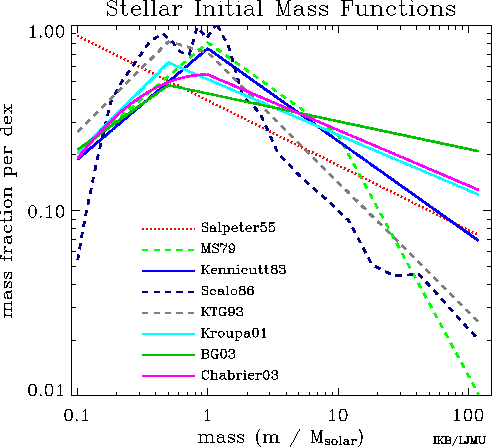 Stellar Initial Mass Functions
1.00
mass fraction per dex
0.10
Salpeter55
MS79
Kennicutt83
Scalo86
KTG93
Kroupa01
BG03
Chabrier03
0.01
0.1 1 10 100
mass (m / Msolar)
IKB/LJMU